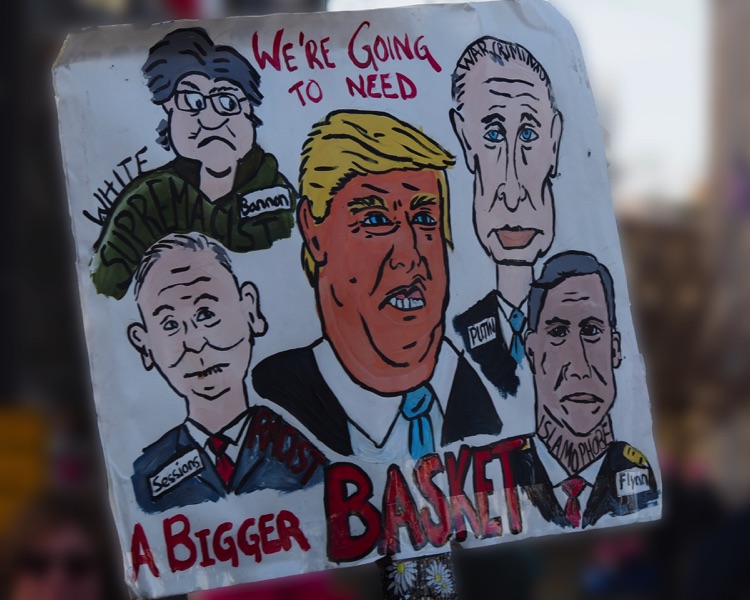 WE'RE GOING
TO NEED
WAR CRIMINAL
WHITE
SUPREMACIST
Bannon
PUTIN
ISLAMOPHOBE
RACIST
Sessions
Flynn
A BIGGER BASKET